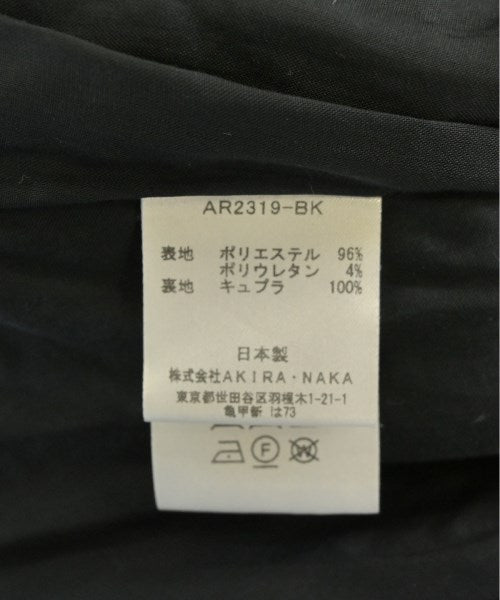 AR2319-BK
表地 ポリエステル 96%
ポリウレタン 4%
裏地 キュプラ 100%
日本製
株式会社AKIRA・NAKA
東京都世田谷区羽根木1-21-1
亀甲新 は73
F
W